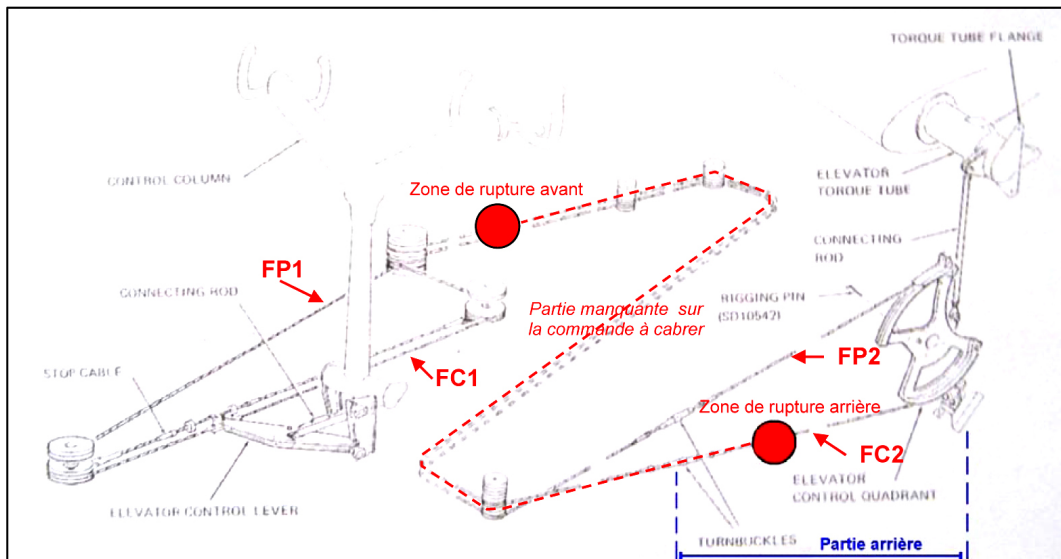 TORQUE TUBE FLANGE
CONTROL COLUMN
Zone de rupture avant
ELEVATOR
TORQUE TUBE
CONNECTING
ROD
FP1
CONNECTING ROD
RIGGING PIN
(SD10542)
Partie manquante sur
la commande à cabrer
FP2
STOP CABLE
FC1
Zone de rupture arrière
FC2
ELEVATOR
CONTROL QUADRANT
ELEVATOR CONTROL LEVER
TURNBUCKLES
Partie arrière